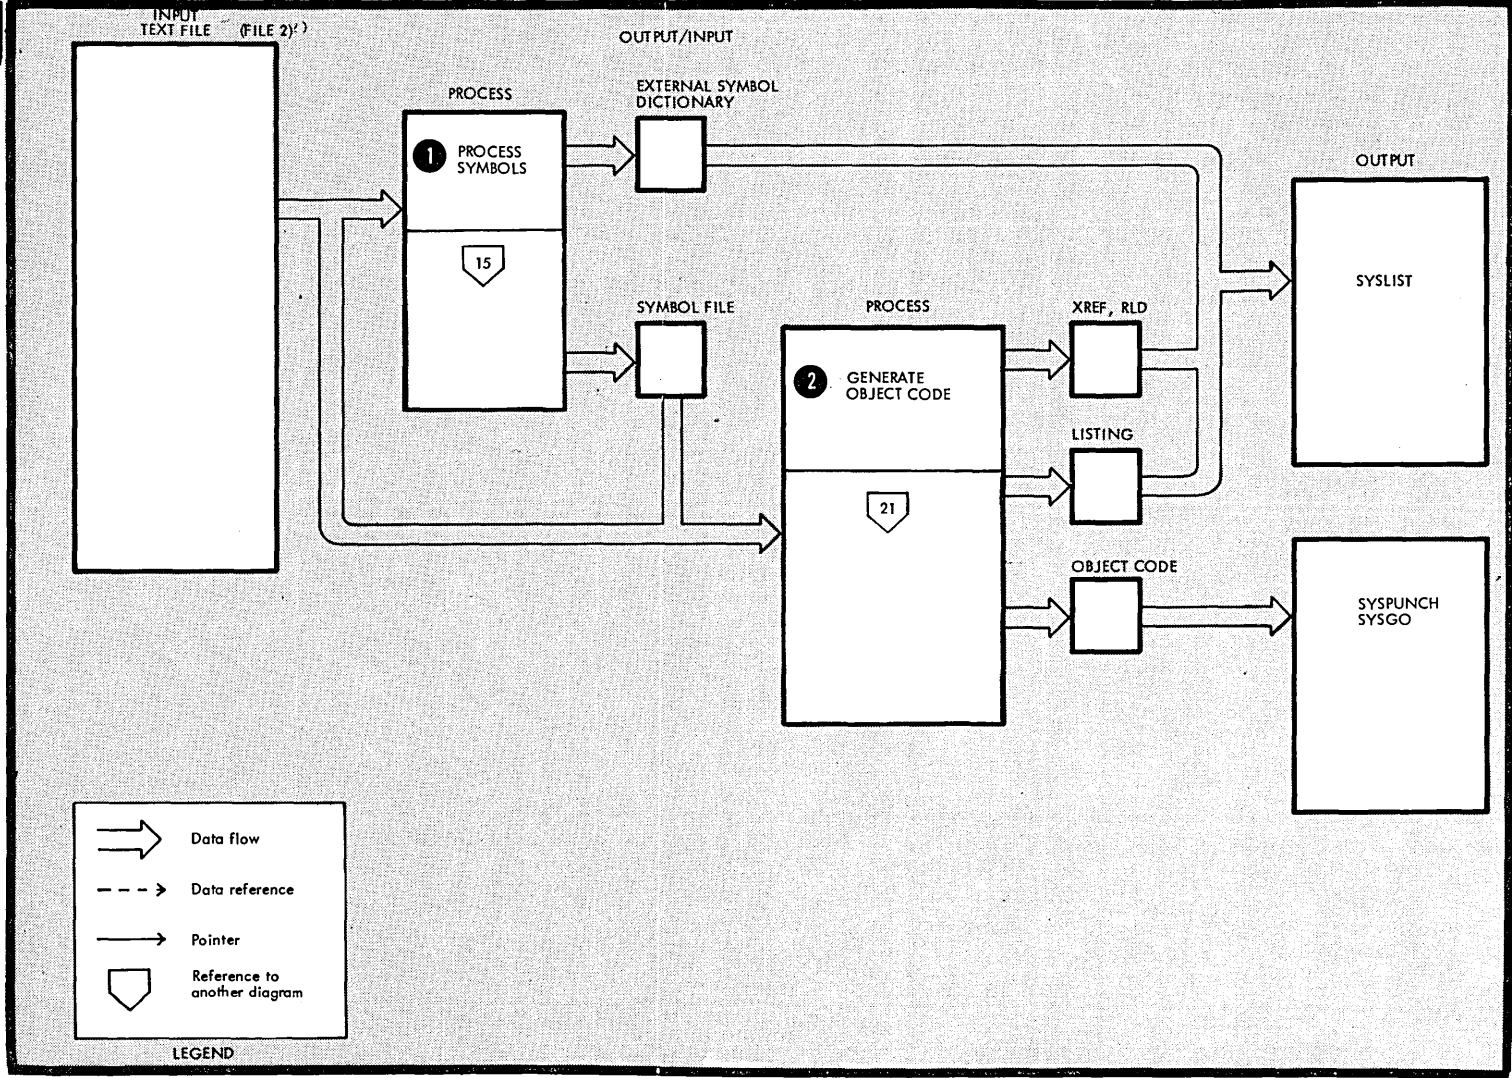 INPUT
TEXT FILE (FILE 2)
OUTPUT/INPUT
PROCESS
EXTERNAL SYMBOL
DICTIONARY
1 PROCESS
SYMBOLS
OUTPUT
15
SYSLIST
SYMBOL FILE
PROCESS
XREF, RLD
2 GENERATE
OBJECT CODE
LISTING
21
OBJECT CODE
SYSPUNCH
SYSGO
Data flow
Data reference
Pointer
Reference to
another diagram
LEGEND